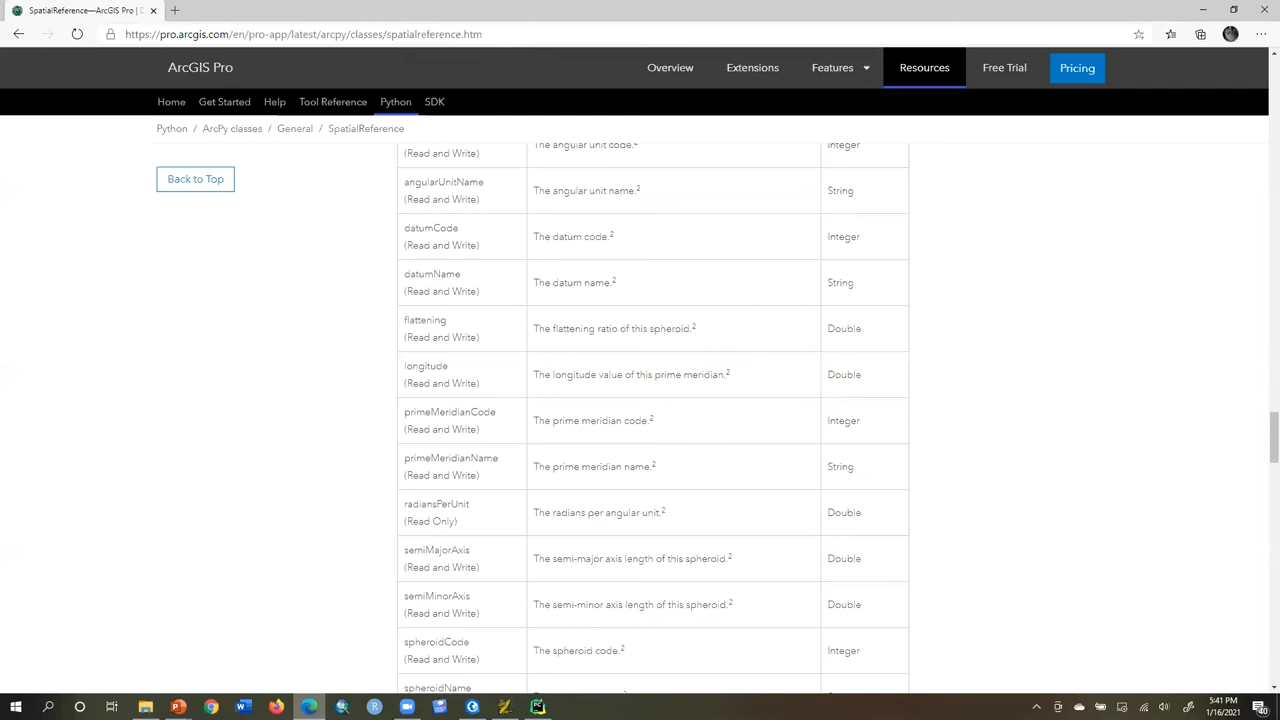 SpatialReference—ArcGIS Pro | D
https://pro.arcgis.com/en/pro-app/latest/arcpy/classes/spatialreference.htm
ArcGIS Pro
Overview
Extensions
Features
Resources
Free Trial
Pricing
Home
Get Started
Help
Tool Reference
Python
SDK
Python / ArcPy classes / General / SpatialReference
Back to Top
(Read and Write)
The angular unit code.2
Integer
angularUnitName
(Read and Write)
The angular unit name.2
String
datumCode
(Read and Write)
The datum code.2
Integer
datumName
(Read and Write)
The datum name.2
String
flattening
(Read and Write)
The flattening ratio of this spheroid.2
Double
longitude
(Read and Write)
The longitude value of this prime meridian.2
Double
primeMeridianCode
(Read and Write)
The prime meridian code.2
Integer
primeMeridianName
(Read and Write)
The prime meridian name.2
String
radiansPerUnit
(Read Only)
The radians per angular unit.2
Double
semiMajorAxis
(Read and Write)
The semi-major axis length of this spheroid.2
Double
semiMinorAxis
(Read and Write)
The semi-minor axis length of this spheroid.2
Double
spheroidCode
(Read and Write)
The spheroid code.2
Integer
spheroidName
5:41 PM
1/16/2021
40